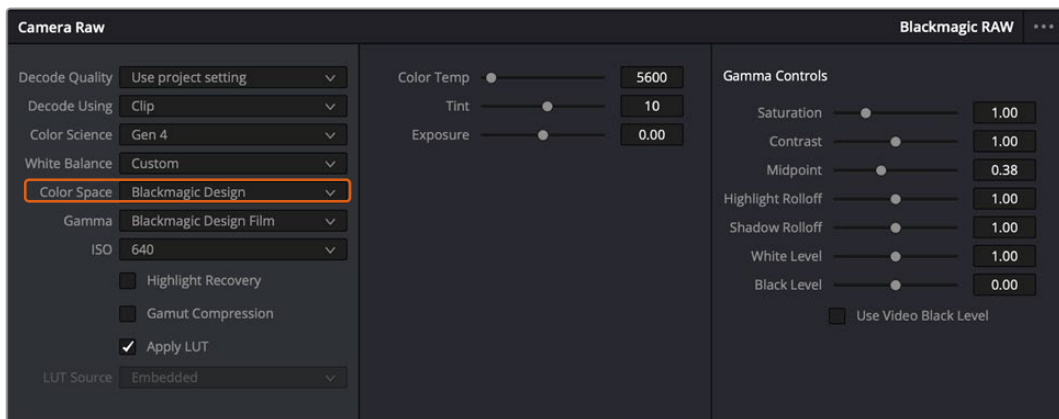 Camera Raw
Blackmagic RAW
Decode Quality Use project setting
Decode Using Clip
Color Science Gen 4
White Balance Custom
Color Space Blackmagic Design
Gamma Blackmagic Design Film
ISO 640
Highlight Recovery
Gamut Compression
Apply LUT
LUT Source Embedded
Color Temp 5600
Tint 10
Exposure 0.00
Gamma Controls
Saturation 1.00
Contrast 1.00
Midpoint 0.38
Highlight Rolloff 1.00
Shadow Rolloff 1.00
White Level 1.00
Black Level 0.00
Use Video Black Level